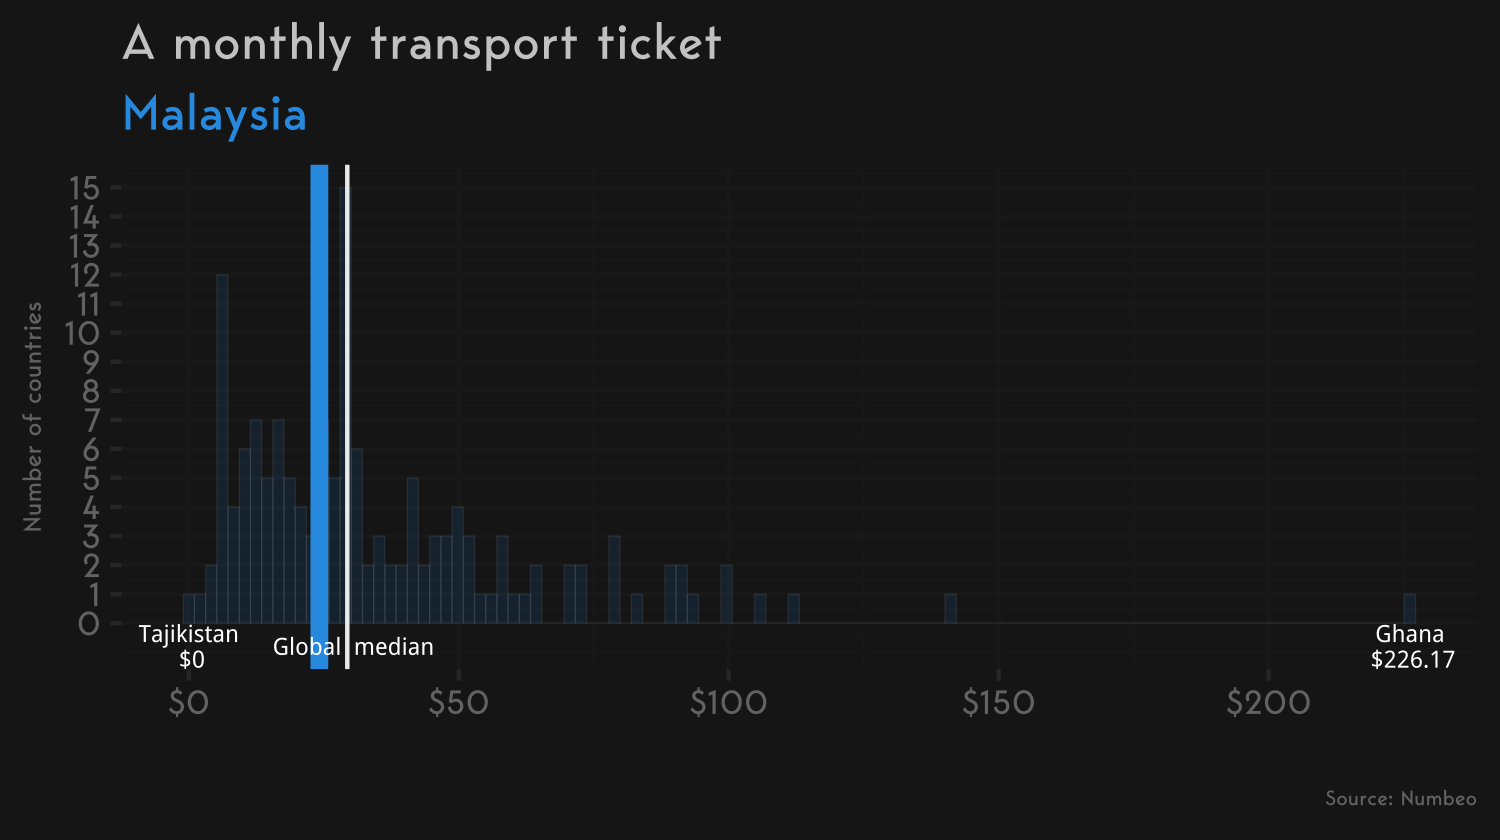 A monthly transport ticket
Malaysia
Number of countries
15
14
13
12
11
10
9
8
7
6
5
4
3
2
1
0
Tajikistan
$0
Global median
Ghana
$226.17
$0 $50 $100 $150 $200
Source: Numbeo